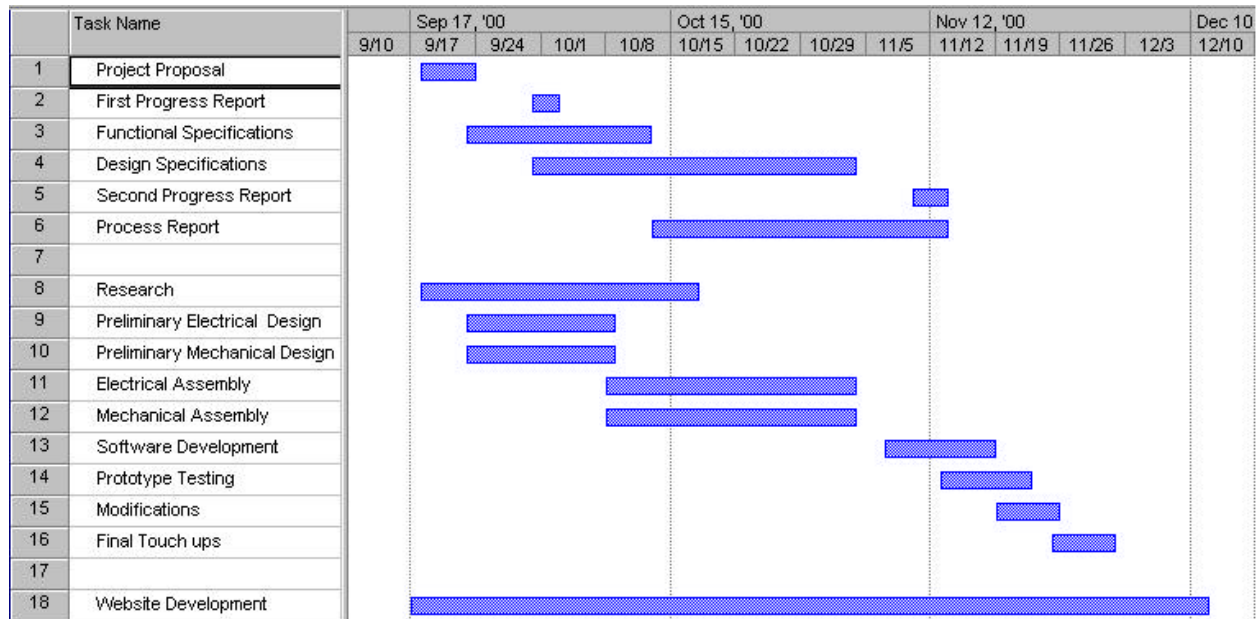 Task Name Sep 17, '00 Oct 15, '00 Nov 12, '00 Dec 10
9/10 9/17 9/24 10/1 10/8 10/15 10/22 10/29 11/5 11/12 11/19 11/26 12/3 12/10
1 Project Proposal
2 First Progress Report
3 Functional Specifications
4 Design Specifications
5 Second Progress Report
6 Process Report
7
8 Research
9 Preliminary Electrical Design
10 Preliminary Mechanical Design
11 Electrical Assembly
12 Mechanical Assembly
13 Software Development
14 Prototype Testing
15 Modifications
16 Final Touch ups
17
18 Website Development